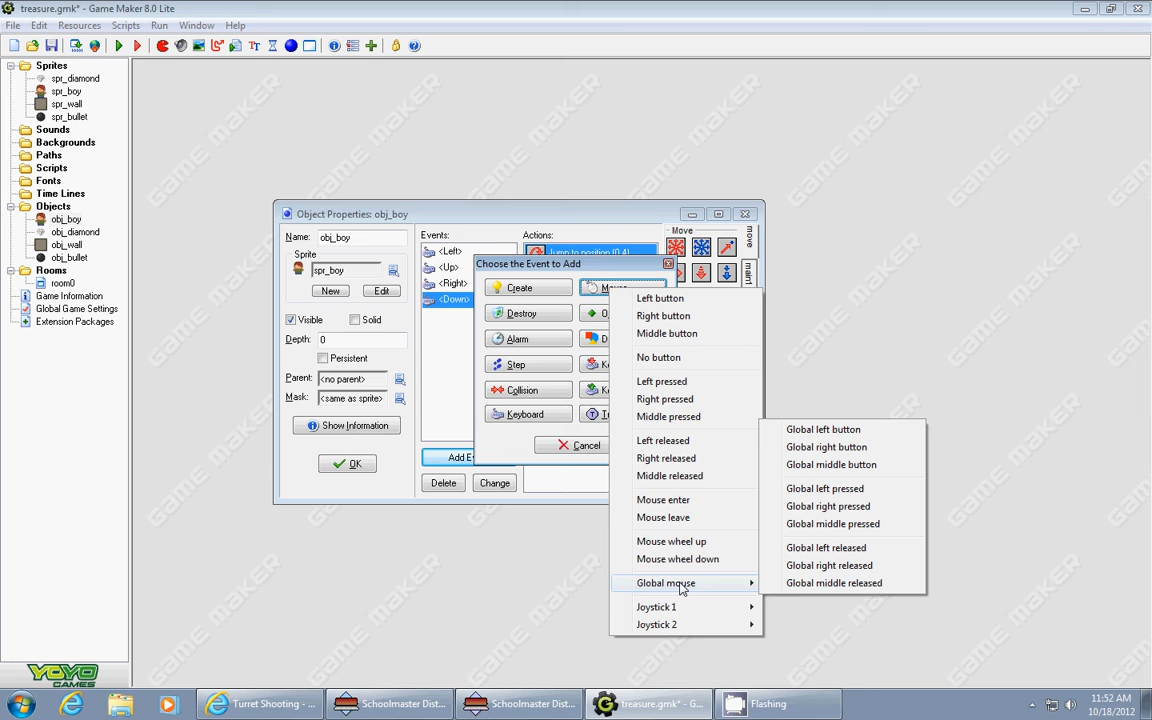 treasure.gmk* - Game Maker 8.0 Lite
File Edit Resources Scripts Run Window Help
Sprites
spr_diamond
spr_boy
spr_wall
spr_bullet
Sounds
Backgrounds
Paths
Scripts
Fonts
Time Lines
Objects
obj_boy
obj_diamond
obj_wall
obj_bullet
Rooms
room0
Game Information
Global Game Settings
Extension Packages
YOYO
GAMES
GAME MAKER
Object Properties: obj_boy
Name: obj_boy
Sprite
spr_boy
New Edit
Visible Solid
Depth: 0
Persistent
Parent: <no parent>
Mask: <same as sprite>
Show Information
OK
Events:
<Left>
<Up>
<Right>
<Down>
Delete Change
Actions:
Jump to position (0,4)
Move
move
main1
Choose the Event to Add
Create
Destroy
Alarm
Step
Collision
Keyboard
Mouse
Cancel
Left button
Right button
Middle button
No button
Left pressed
Right pressed
Middle pressed
Left released
Right released
Middle released
Mouse enter
Mouse leave
Mouse wheel up
Mouse wheel down
Global mouse
Joystick 1
Joystick 2
Global left button
Global right button
Global middle button
Global left pressed
Global right pressed
Global middle pressed
Global left released
Global right released
Global middle released
Turret Shooting - ...
Schoolmaster Dist...
Schoolmaster Dist...
treasure.gmk* - G...
Flashing
11:52 AM
10/18/2012